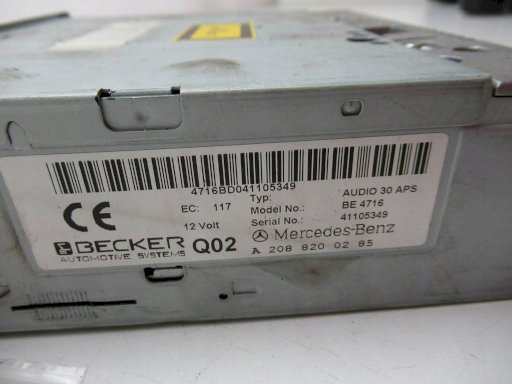 4716BD041105349
Typ: AUDIO 30 APS
EC: 117 Model No.: BE 4716
12 Volt Serial No.: 41105349
CE
BECKER Q02 Mercedes-Benz
AUTOMOTIVE SYSTEMS A 208 820 02 85